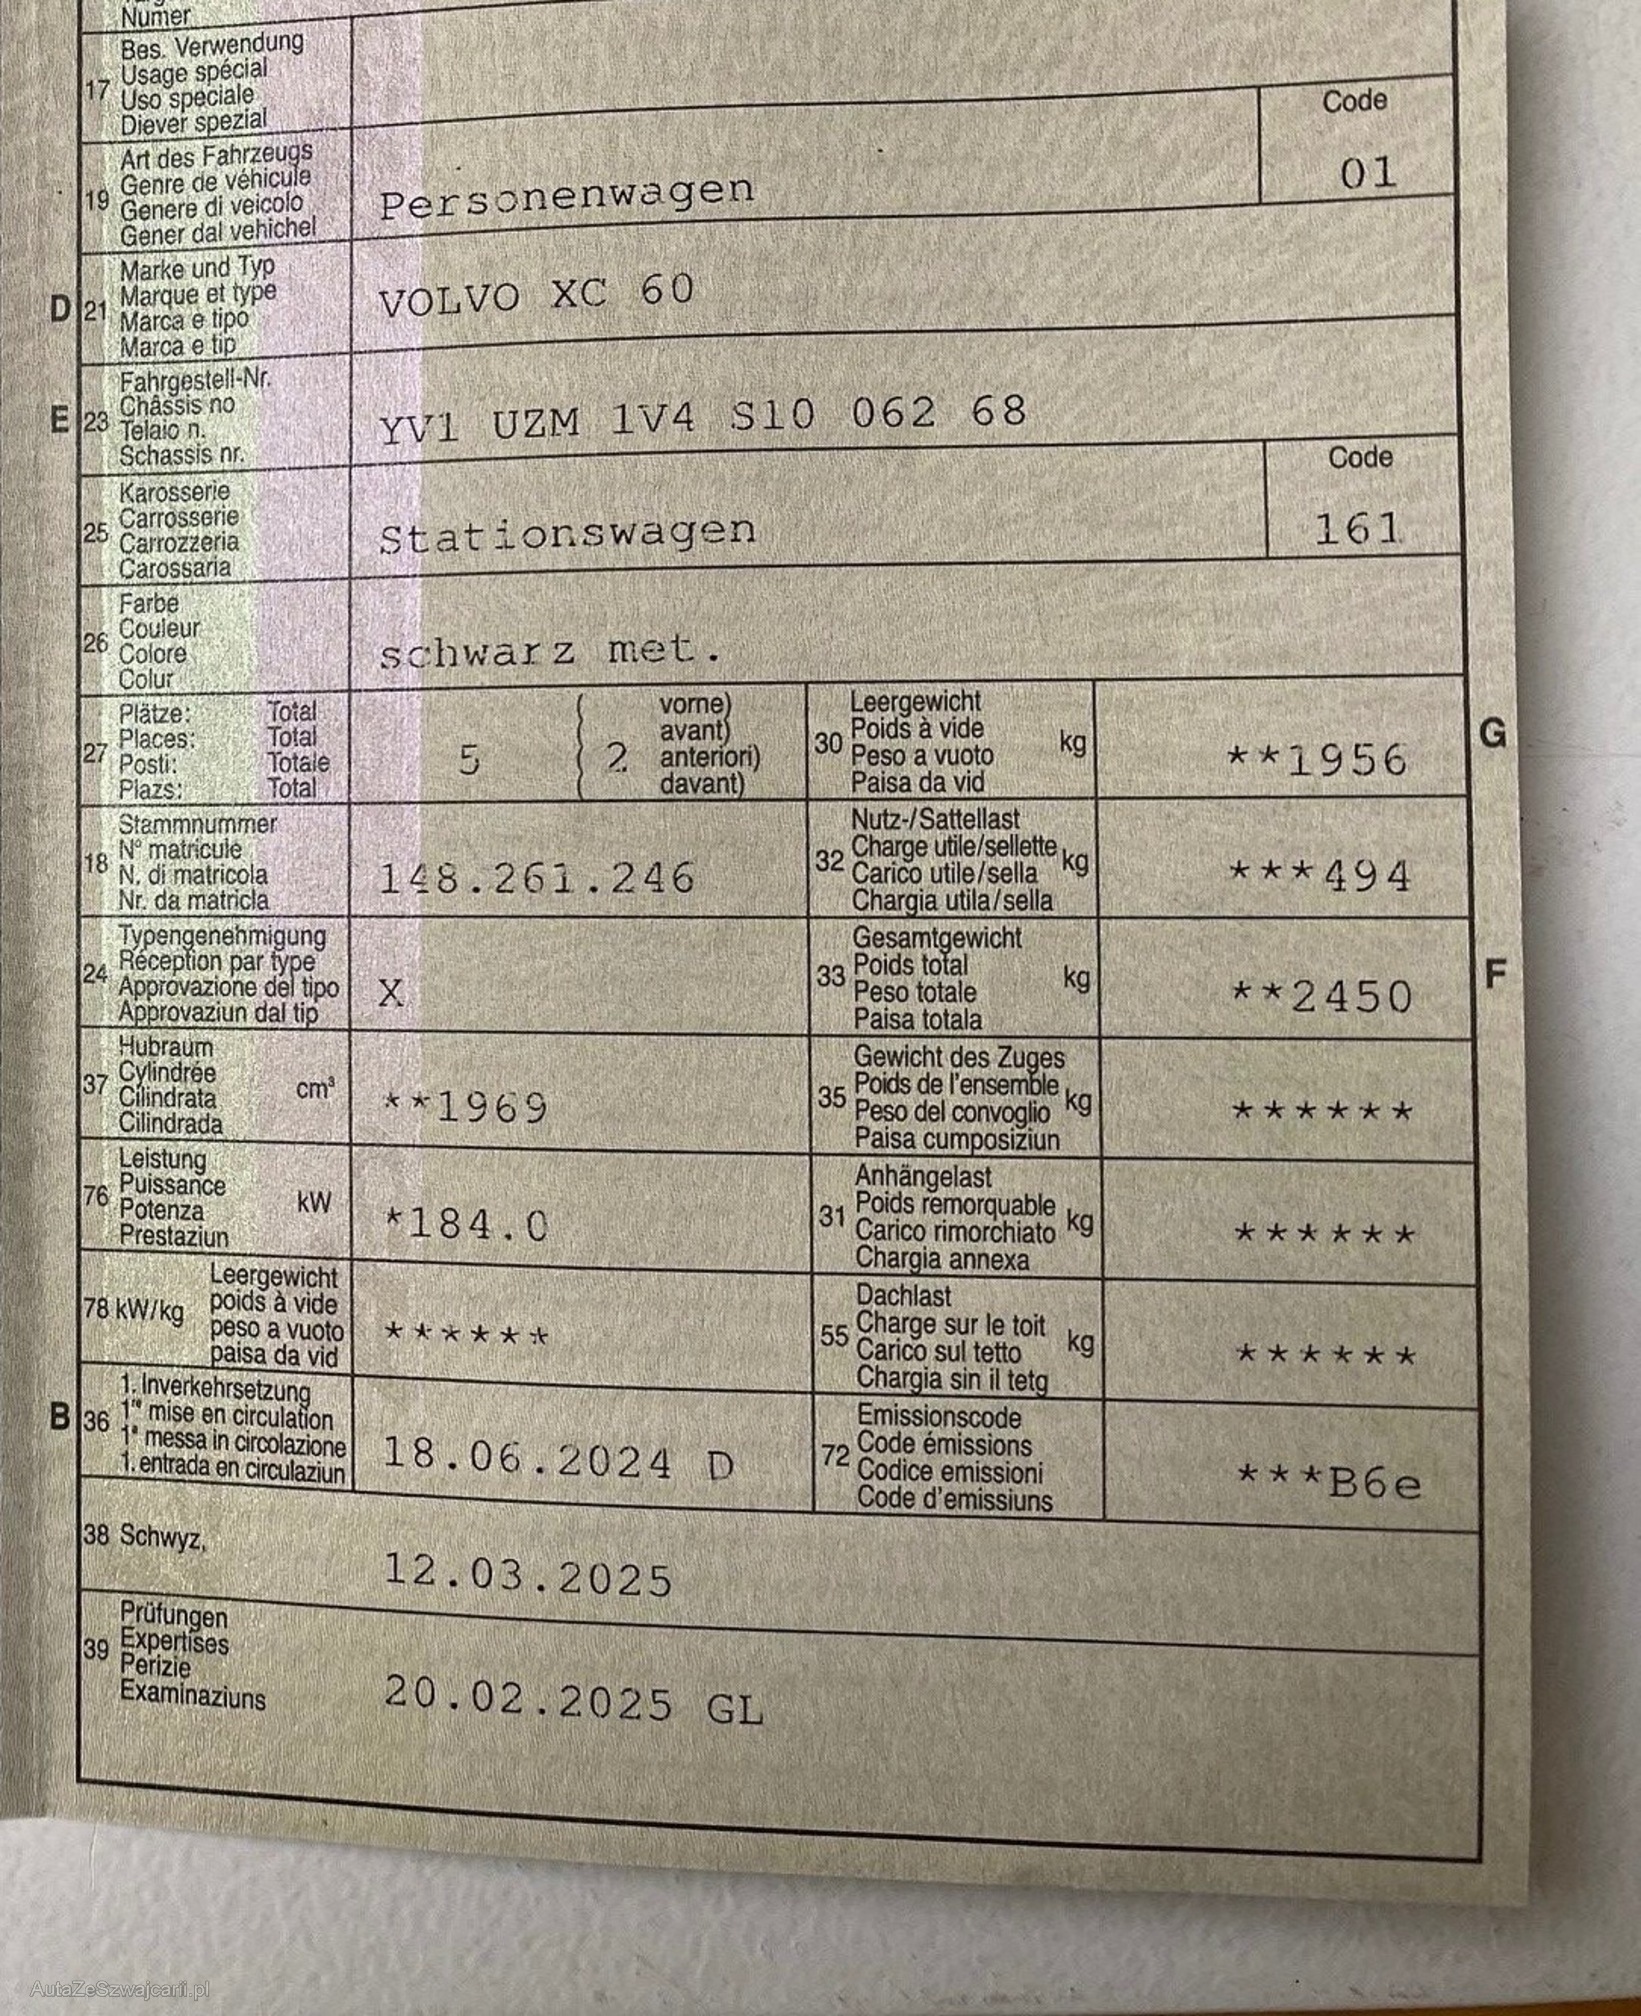 Numer
17 Bes. Verwendung
Usage spécial
Uso speciale
Diever spezial
19 Art des Fahrzeugs
Genre de véhicule
Genere di veicolo
Gener dal vehichel
Personenwagen
Code
01
D 21 Marke und Typ
Marque et type
Marca e tipo
Marca e tip
VOLVO XC 60
E 23 Fahrgestell-Nr.
Châssis no
Telaio n.
Schassis nr.
YV1 UZM 1V4 S10 062 68
25 Karosserie
Carrosserie
Carrozzeria
Carossaria
Stationswagen
Code
161
26 Farbe
Couleur
Colore
Colur
schwarz met.
27 Plätze: Total
Places: Total
Posti: Totale
Plazs: Total
5 ( 2 vorne)
avant)
anteriori)
davant)
30 Leergewicht
Poids à vide
Peso a vuoto
Paisa da vid
kg
**1956
G
18 Stammnummer
N° matricule
N. di matricola
Nr. da matricla
148.261.246
32 Nutz-/Sattellast
Charge utile/sellette
Carico utile/sella
Chargia utila/sella
kg
***494
24 Typengenehmigung
Réception par type
Approvazione del tipo
Approvaziun dal tip
X
33 Gesamtgewicht
Poids total
Peso totale
Paisa totala
kg
**2450
F
37 Hubraum
Cylindrée
Cilindrata
Cilindrada
cm³
**1969
35 Gewicht des Zuges
Poids de l'ensemble
Peso del convoglio
Paisa cumposiziun
kg
******
76 Leistung
Puissance
Potenza
Prestaziun
kW
*184.0
31 Anhängelast
Poids remorquable
Carico rimorchiato
Chargia annexa
kg
******
78 kW/kg Leergewicht
poids à vide
peso a vuoto
paisa da vid
******
55 Dachlast
Charge sur le toit
Carico sul tetto
Chargia sin il tetg
kg
******
B 36 1. Inverkehrsetzung
1re mise en circulation
1a messa in circolazione
1. entrada en circulaziun
18.06.2024 D
72 Emissionscode
Code émissions
Codice emissioni
Code d'emissiuns
***B6e
38 Schwyz,
12.03.2025
39 Prüfungen
Expertises
Perizie
Examinaziuns
20.02.2025 GL
AutaZeSzwajcarii.pl